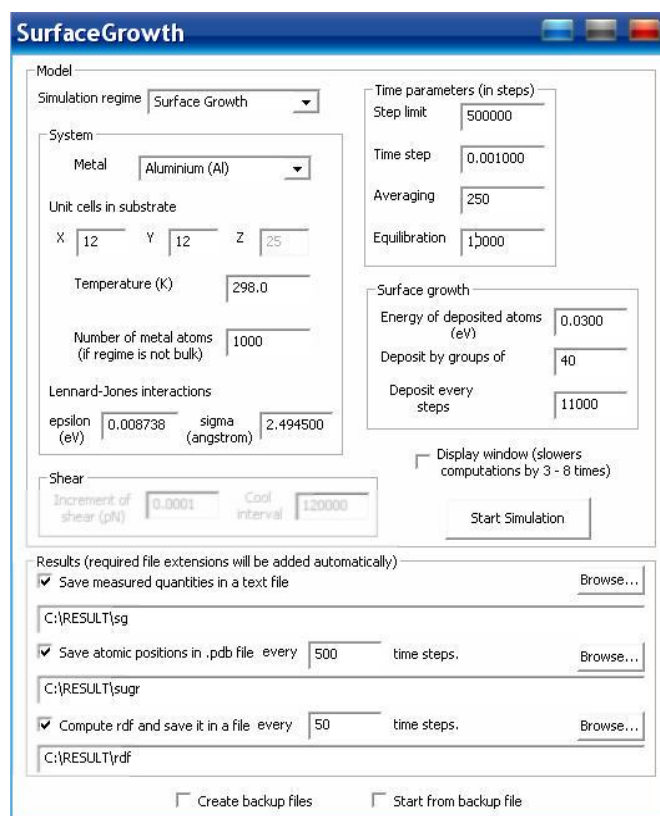 SurfaceGrowth
Model
Simulation regime Surface Growth
System
Metal Aluminium (Al)
Unit cells in substrate
X 12 Y 12 Z 25
Temperature (K) 298.0
Number of metal atoms 1000
(if regime is not bulk)
Lennard-Jones interactions
epsilon 0.008738 sigma 2.494500
(eV) (angstrom)
Shear
Increment of 0.0001 Cool 120000
shear (pN) interval
Time parameters (in steps)
Step limit 500000
Time step 0.001000
Averaging 250
Equilibration 10000
Surface growth
Energy of deposited atoms 0.0300
(eV)
Deposit by groups of 40
Deposit every 11000
steps
Display window (slowers
computations by 3 - 8 times)
Start Simulation
Results (required file extensions will be added automatically)
Save measured quantities in a text file Browse...
C:\RESULT\sg
Save atomic positions in .pdb file every 500 time steps. Browse...
C:\RESULT\sugr
Compute rdf and save it in a file every 50 time steps. Browse...
C:\RESULT\rdf
Create backup files Start from backup file